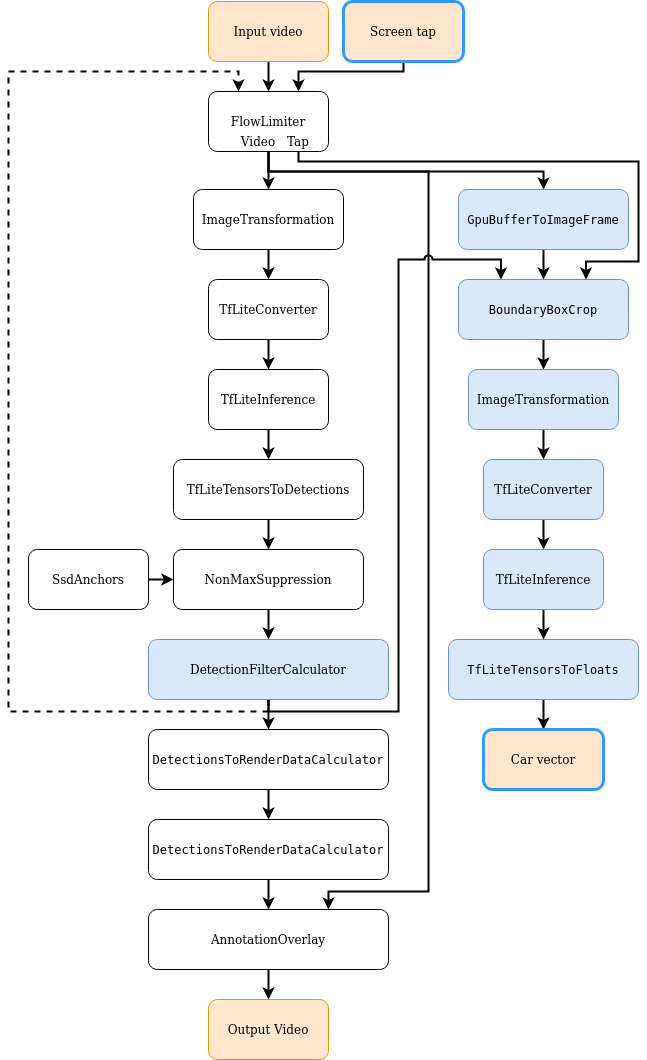 Input video
Screen tap
FlowLimiter
Video Tap
ImageTransformation
GpuBufferToImageFrame
TfLiteConverter
BoundaryBoxCrop
TfLiteInference
ImageTransformation
TfLiteTensorsToDetections
TfLiteConverter
SsdAnchors
NonMaxSuppression
TfLiteInference
DetectionFilterCalculator
TfLiteTensorsToFloats
DetectionsToRenderDataCalculator
Car vector
DetectionsToRenderDataCalculator
AnnotationOverlay
Output Video